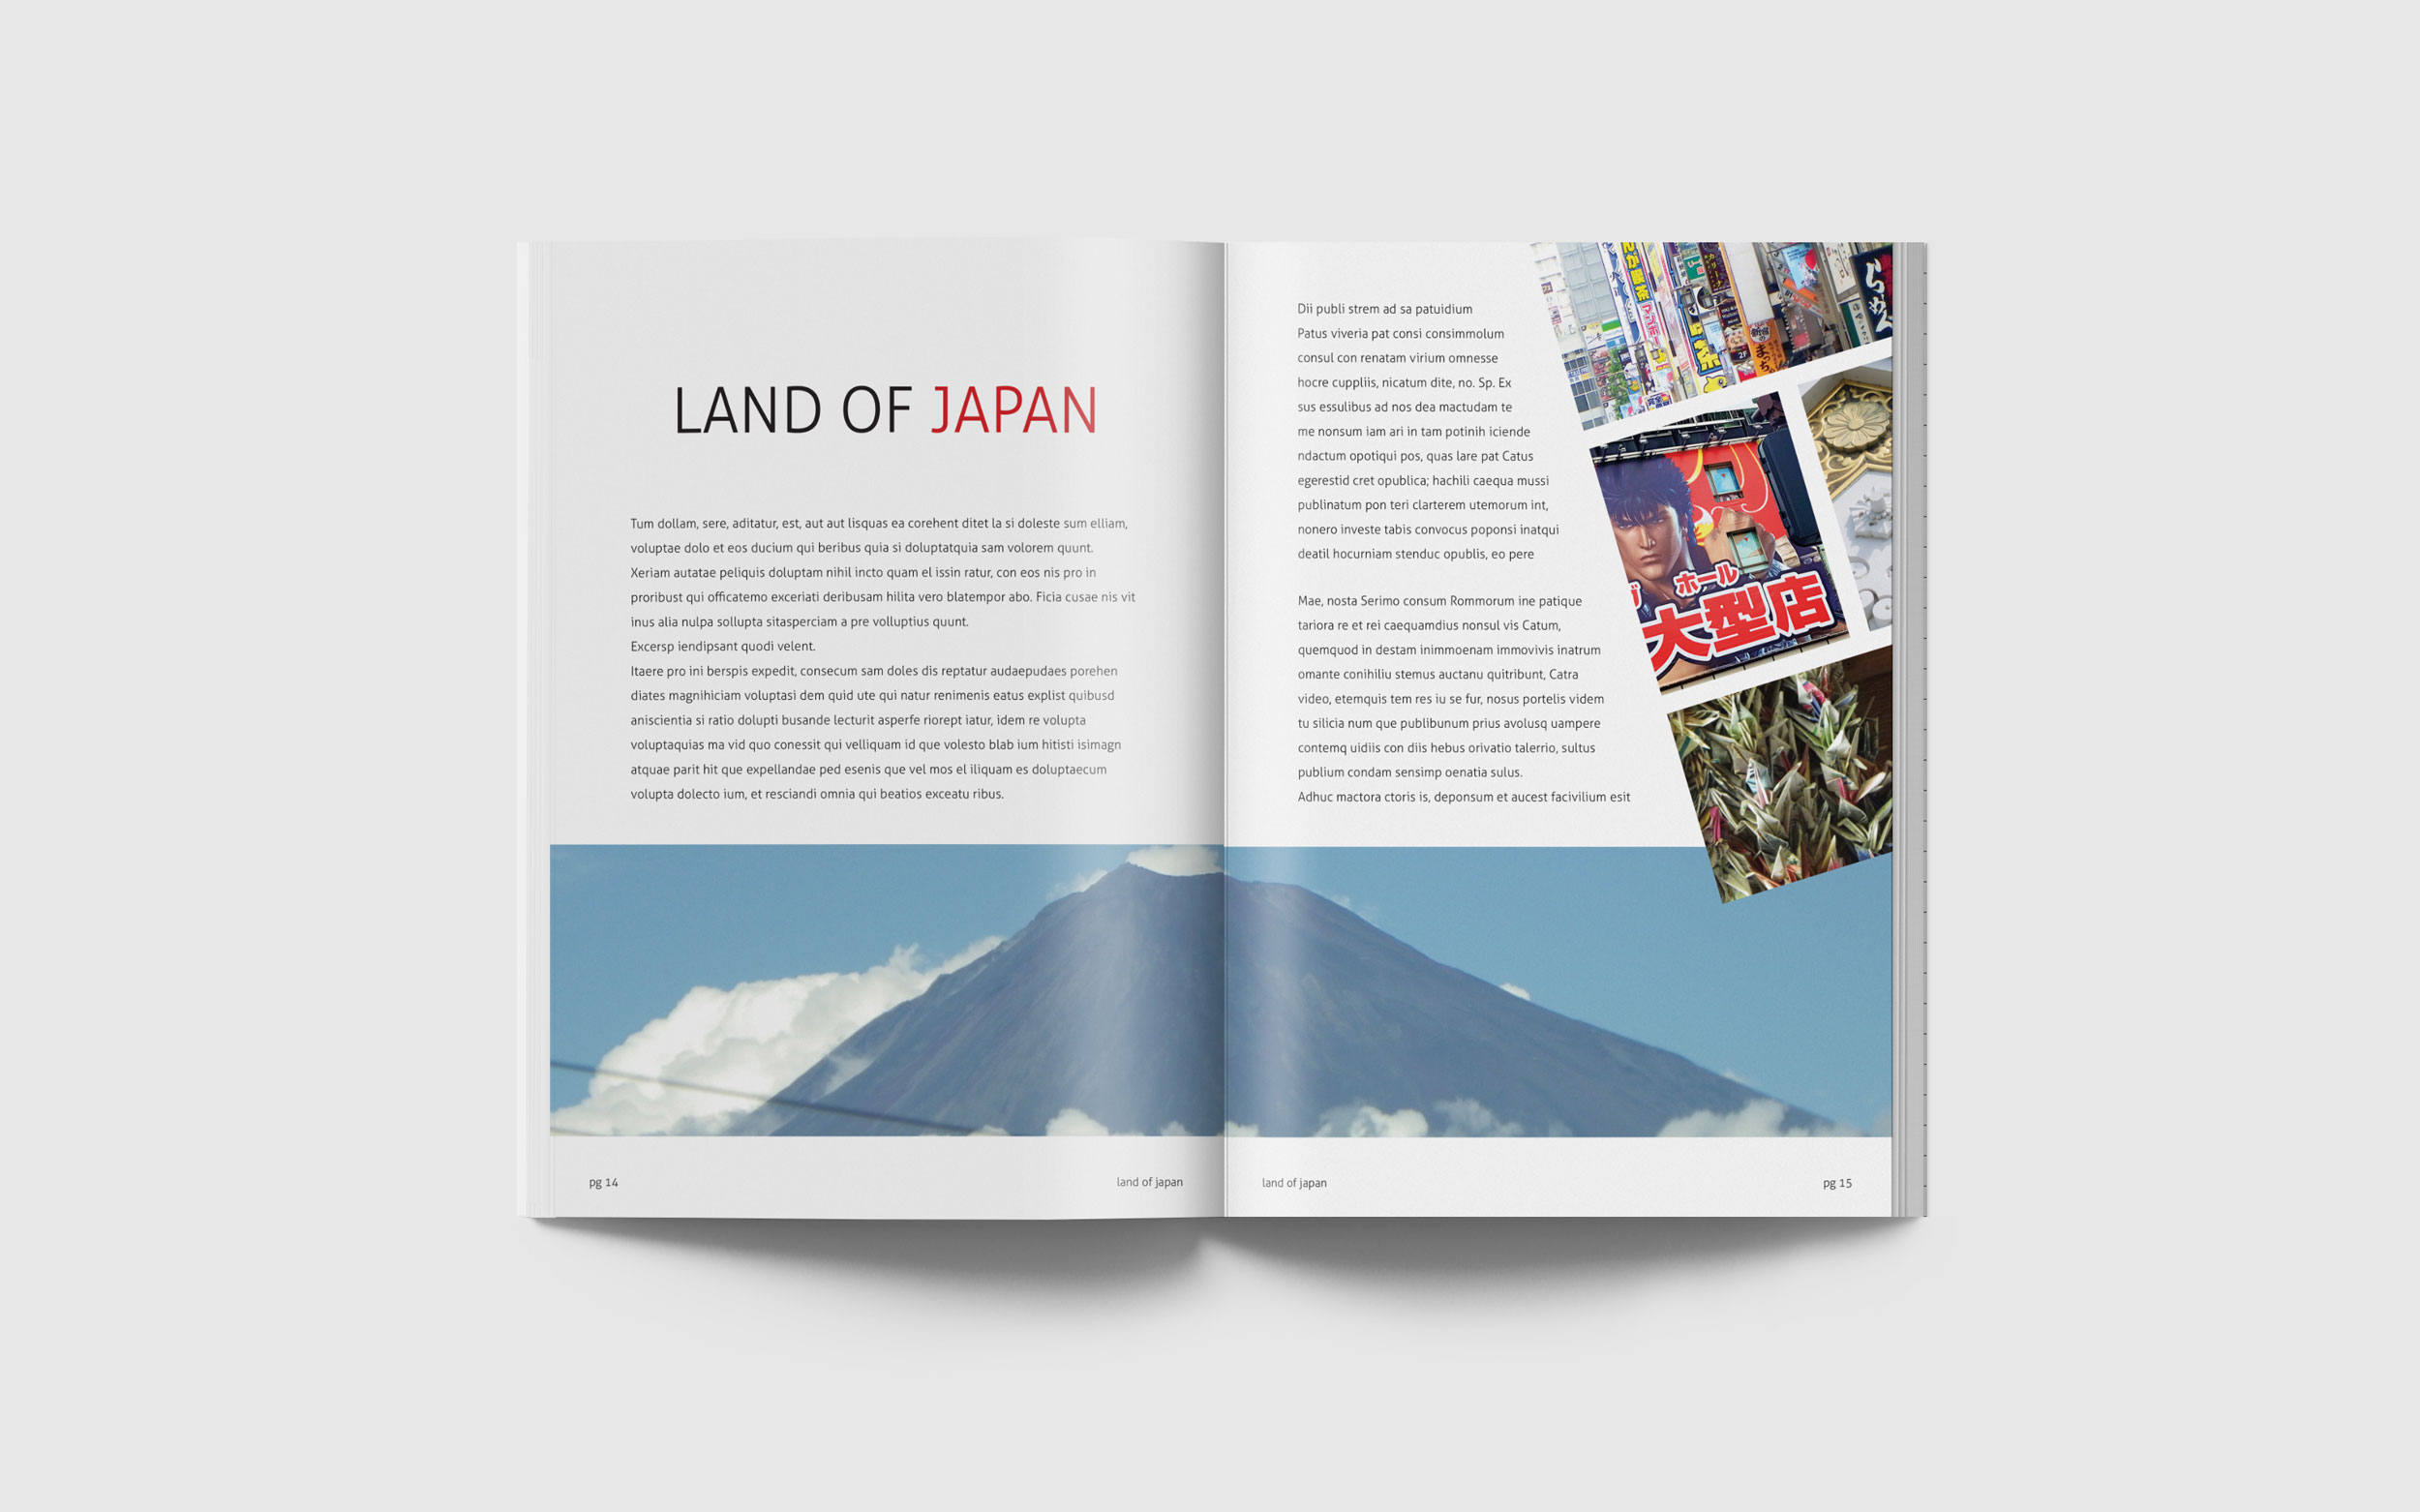 LAND OF JAPAN
Tum dollam, sere, aditatur, est, aut aut lisquas ea corehent ditet la si doleste sum elliam,
voluptae dolo et eos ducium qui beribus quia si doluptatquia sam volorem quunt.
Xeriam autatae peliquis doluptam nihil incto quam el issin ratur, con eos nis pro in
proribust qui officatemo exceriati deribusam hilita vero blatempor abo. Ficia cusae nis vit
inus alia nulpa sollupta sitasperciam a pre volluptius quunt.
Excersp iendipsant quodi velent.
Itaere pro ini berspis expedit, consecum sam doles dis reptatur audaepudaes porehen
diates magnihiciam voluptasi dem quid ute qui natur renimenis eatus explist quibusd
aniscientia si ratio dolupti busande lecturit asperfe riorept iatur, idem re volupta
voluptaquias ma vid quo conessit qui velliquam id que volesto blab ium hitisti isimagn
atquae parit hit que expellandae ped esenis que vel mos el iliquam es doluptaecum
volupta dolecto ium, et resciandi omnia qui beatios exceatu ribus.
pg 14
land of japan
Dii publi strem ad sa patuidium
Patus viveria pat consi consimmolum
consul con renatam virium omnesse
hocre cuppliis, nicatum dite, no. Sp. Ex
sus essulibus ad nos dea mactudam te
me nonsum iam ari in tam potinih iciende
ndactum opotiqui pos, quas lare pat Catus
egerestid cret opublica; hachili caequa mussi
publinatum pon teri clarterem utemorum int,
nonero investe tabis convocus poponsi inatqui
deatil hocurniam stenduc opublis, eo pere
Mae, nosta Serimo consum Rommorum ine patique
tariora re et rei caequamdius nonsul vis Catum,
quemquod in destam inimmoenam immovivis inatrum
omante conihiliu stemus auctanu quitribunt, Catra
video, etemquis tem res iu se fur, nosus portelis videm
tu silicia num que publibunum prius avolusq uampere
contemq uidiis con diis hebus orivatio talerrio, sultus
publium condam sensimp oenatia sulus.
Adhuc mactora ctoris is, deponsum et aucest facivilium esit
らめん
2F
ホール
大型店
land of japan
pg 15